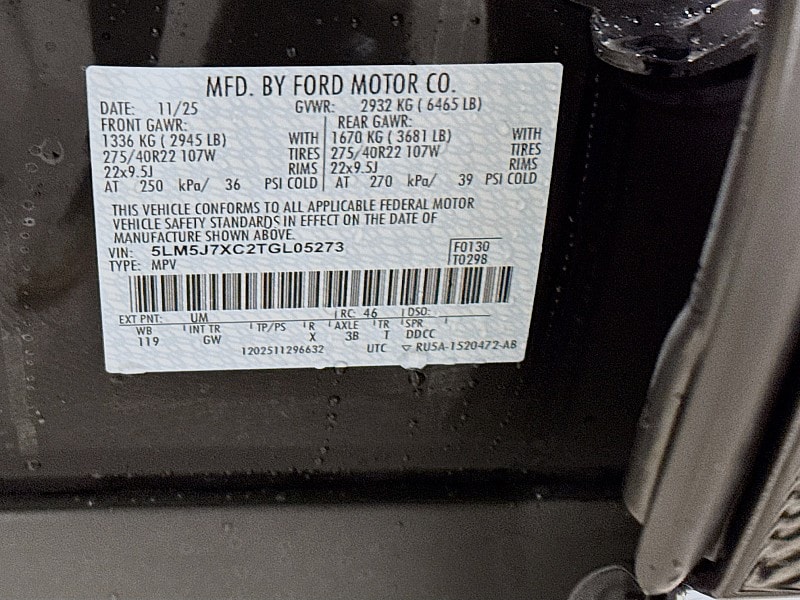 MFD. BY FORD MOTOR CO.
DATE: 11/25 GVWR: 2932 KG ( 6465 LB)
FRONT GAWR: REAR GAWR:
1336 KG ( 2945 LB) WITH 1670 KG ( 3681 LB) WITH
275/40R22 107W TIRES 275/40R22 107W TIRES
22x9.5J RIMS 22x9.5J RIMS
AT 250 kPa/ 36 PSI COLD AT 270 kPa/ 39 PSI COLD
THIS VEHICLE CONFORMS TO ALL APPLICABLE FEDERAL MOTOR
VEHICLE SAFETY STANDARDS IN EFFECT ON THE DATE OF
MANUFACTURE SHOWN ABOVE.
VIN: 5LM5J7XC2TGL05273 F0130
TYPE: MPV T0298
EXT PNT: UM RC: 46 DSO:
WB INT TR TP/PS R AXLE TR SPR
119 GW X 3B T DDCC
1202511296632 UTC ▽ RU5A-1520472-AB